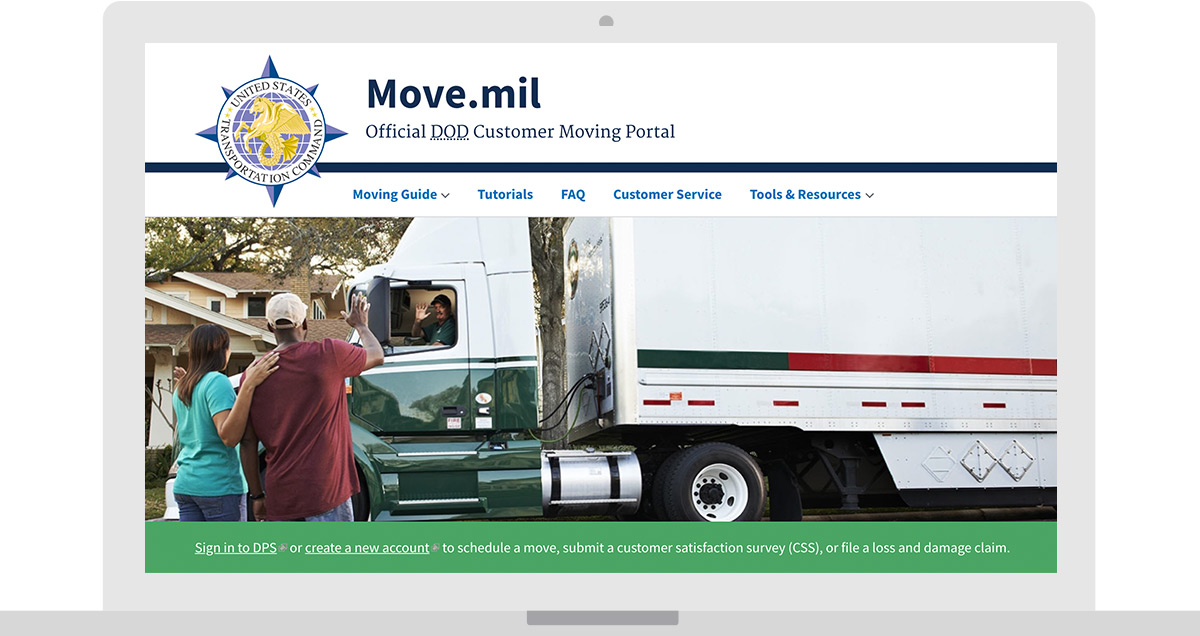 UNITED STATES
TRANSPORTATION COMMAND
Move.mil
Official DOD Customer Moving Portal
Moving Guide
Tutorials
FAQ
Customer Service
Tools & Resources
Sign in to DPS or create a new account to schedule a move, submit a customer satisfaction survey (CSS), or file a loss and damage claim.